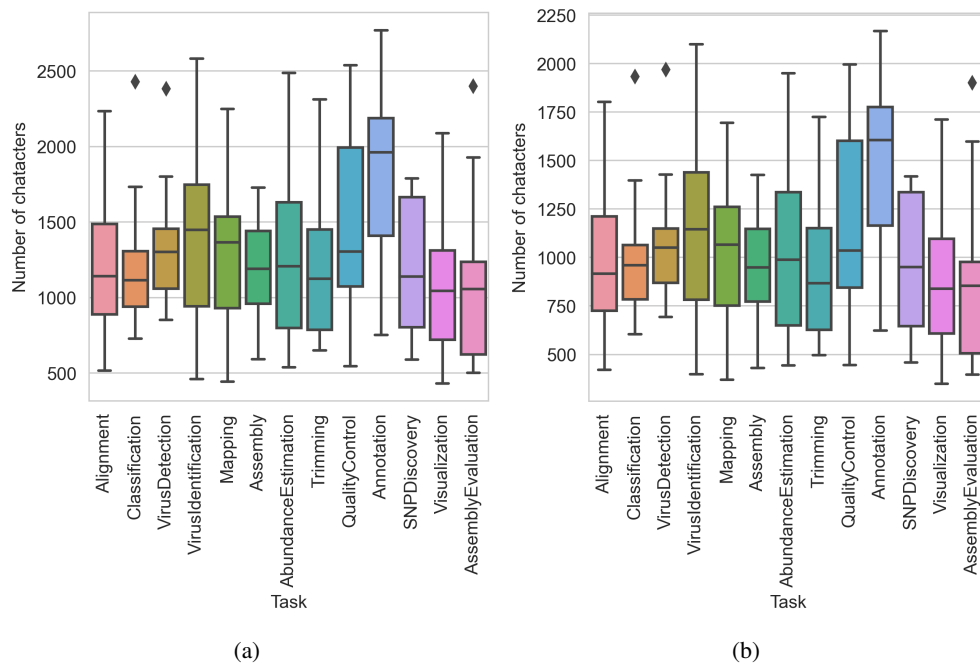 2500
2000
1500
1000
500
Number of chatacters
Alignment
Classification
VirusDetection
VirusIdentification
Mapping
Assembly
AbundanceEstimation
Trimming
QualityControl
Annotation
SNPDiscovery
Visualization
AssemblyEvaluation
Task
(a)
2250
2000
1750
1500
1250
1000
750
500
Number of chatacters
Alignment
Classification
VirusDetection
VirusIdentification
Mapping
Assembly
AbundanceEstimation
Trimming
QualityControl
Annotation
SNPDiscovery
Visualization
AssemblyEvaluation
Task
(b)